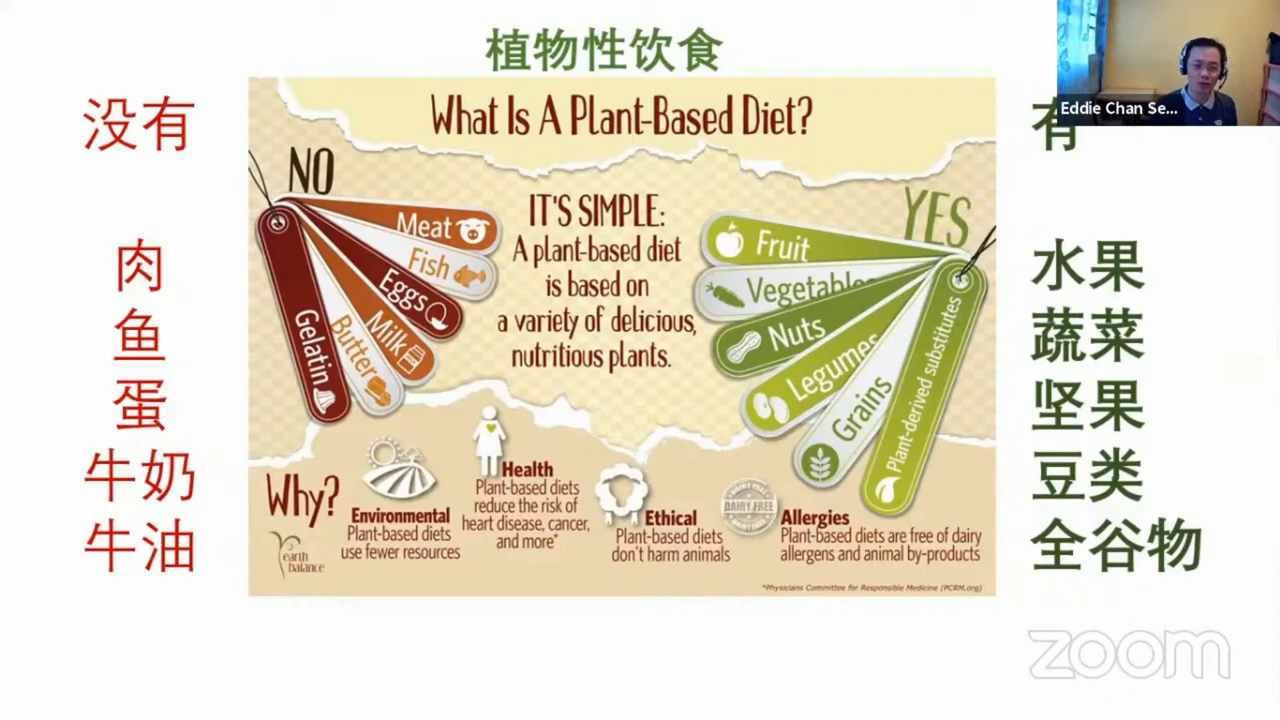 植物性饮食
没有
肉
鱼
蛋
牛奶
牛油
What Is A Plant-Based Diet?
NO
Meat
Fish
Eggs
Milk
Butter
Gelatin
IT'S SIMPLE:
A plant-based diet
is based on
a variety of delicious,
nutritious plants.
YES
Fruit
Vegetables
Nuts
Legumes
Grains
Plant-derived substitutes
Why?
Environmental
Plant-based diets
use fewer resources
Health
Plant-based diets
reduce the risk of
heart disease, cancer,
and more*
Ethical
Plant-based diets
don't harm animals
DAIRY FREE
Allergies
Plant-based diets are free of dairy
allergens and animal by-products
earth
balance
*Physicians Committee for Responsible Medicine (PCRM.org)
Eddie Chan Se...
有
水果
蔬菜
坚果
豆类
全谷物
zoom